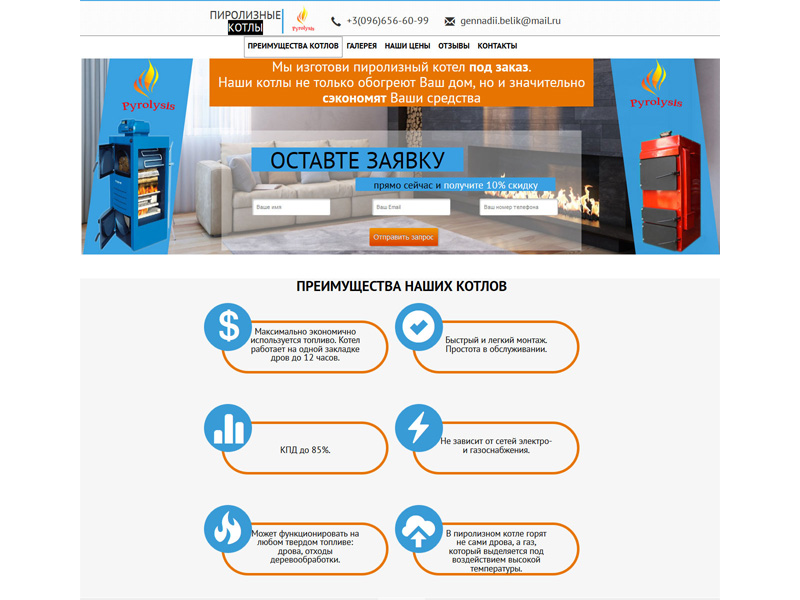 ПИРОЛИЗНЫЕ
КОТЛЫ
Pyrolysis
+3(096)656-60-99
gennadii.belik@mail.ru
ПРЕИМУЩЕСТВА КОТЛОВ ГАЛЕРЕЯ НАШИ ЦЕНЫ ОТЗЫВЫ КОНТАКТЫ
Мы изготови пиролизный котел под заказ.
Наши котлы не только обогреют Ваш дом, но и значительно
сэкономят Ваши средства
Pyrolysis
Pyrolysis
ОСТАВТЕ ЗАЯВКУ
прямо сейчас и получите 10% скидку
Ваше имя
Ваш Email
Ваш номер телефона
Отправить запрос
ПРЕИМУЩЕСТВА НАШИХ КОТЛОВ
Максимально экономично
используется топливо. Котел
работает на одной закладке
дров до 12 часов.
Быстрый и легкий монтаж.
Простота в обслуживании.
КПД до 85%.
Не зависит от сетей электро-
и газоснабжения.
Может функционировать на
любом твердом топливе:
дрова, отходы
деревообработки.
В пиролизном котле горят
не сами дрова, а газ,
который выделяется под
воздействием высокой
температуры.